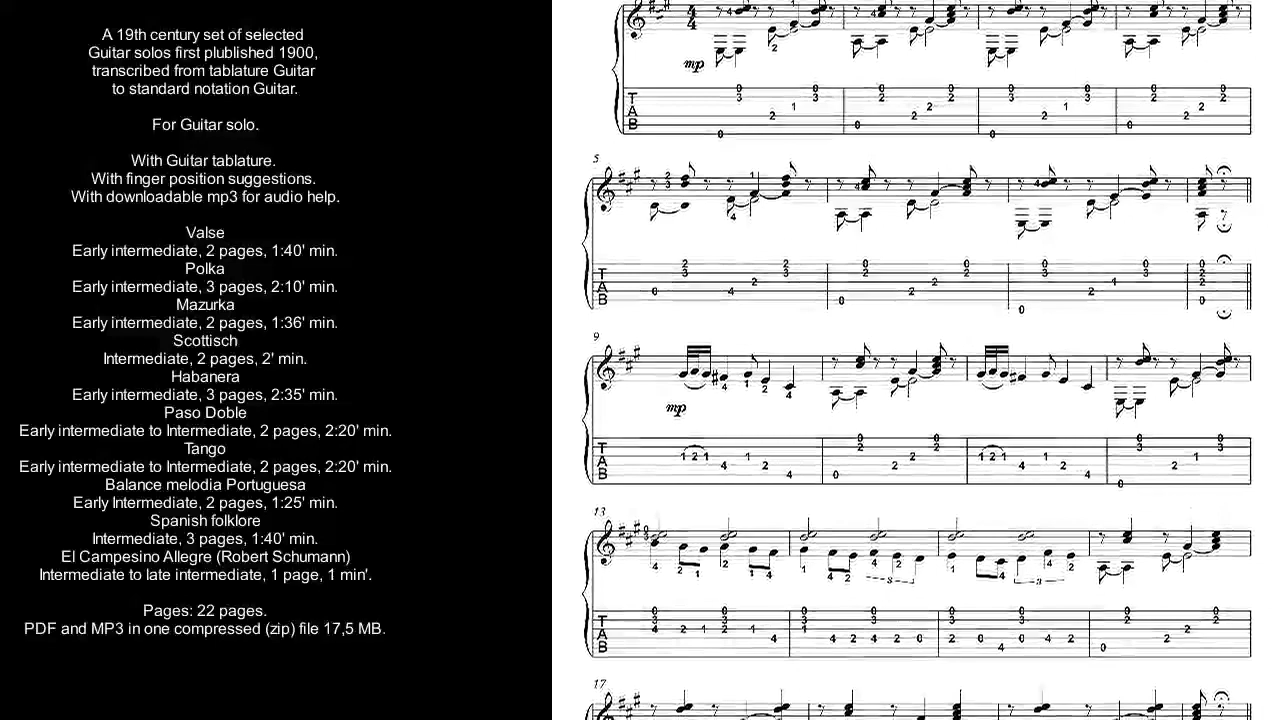 A 19th century set of selected
Guitar solos first plublished 1900,
transcribed from tablature Guitar
to standard notation Guitar.
For Guitar solo.
With Guitar tablature.
With finger position suggestions.
With downloadable mp3 for audio help.
Valse
Early intermediate, 2 pages, 1:40' min.
Polka
Early intermediate, 3 pages, 2:10' min.
Mazurka
Early intermediate, 2 pages, 1:36' min.
Scottisch
Intermediate, 2 pages, 2' min.
Habanera
Early intermediate, 3 pages, 2:35' min.
Paso Doble
Early intermediate to Intermediate, 2 pages, 2:20' min.
Tango
Early intermediate to Intermediate, 2 pages, 2:20' min.
Balance melodia Portuguesa
Early Intermediate, 2 pages, 1:25' min.
Spanish folklore
Intermediate, 3 pages, 1:40' min.
El Campesino Allegre (Robert Schumann)
Intermediate to late intermediate, 1 page, 1 min'.
Pages: 22 pages.
PDF and MP3 in one compressed (zip) file 17,5 MB.
mp
5
9
mp
13
17